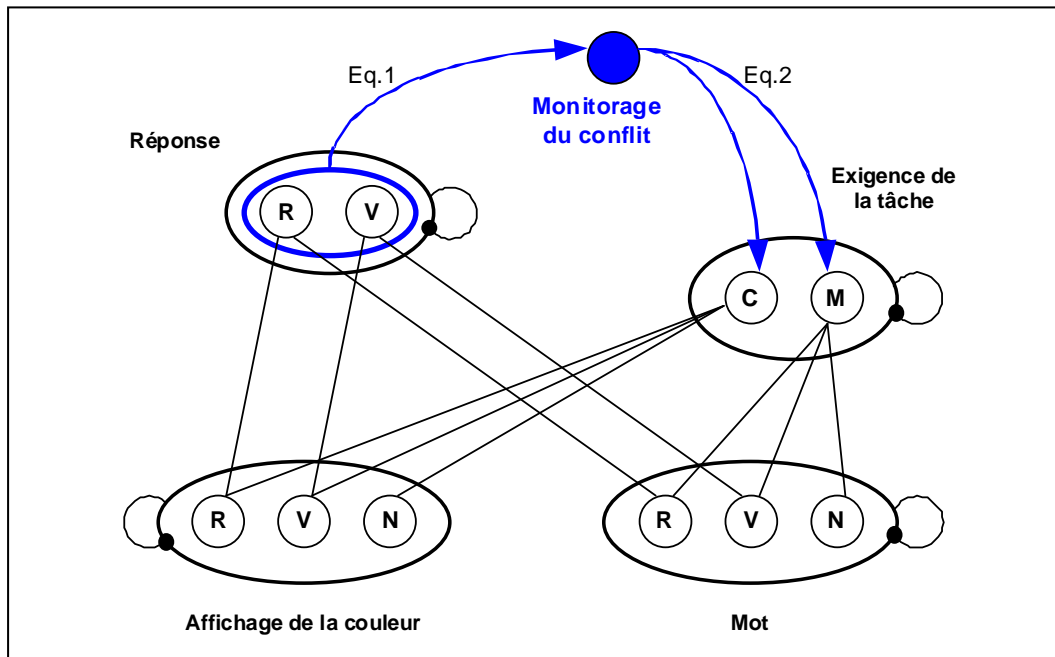 Eq.1
Eq.2
Monitorage
du conflit
Réponse
Exigence de
la tâche
R V
C M
R V N
R V N
Affichage de la couleur
Mot